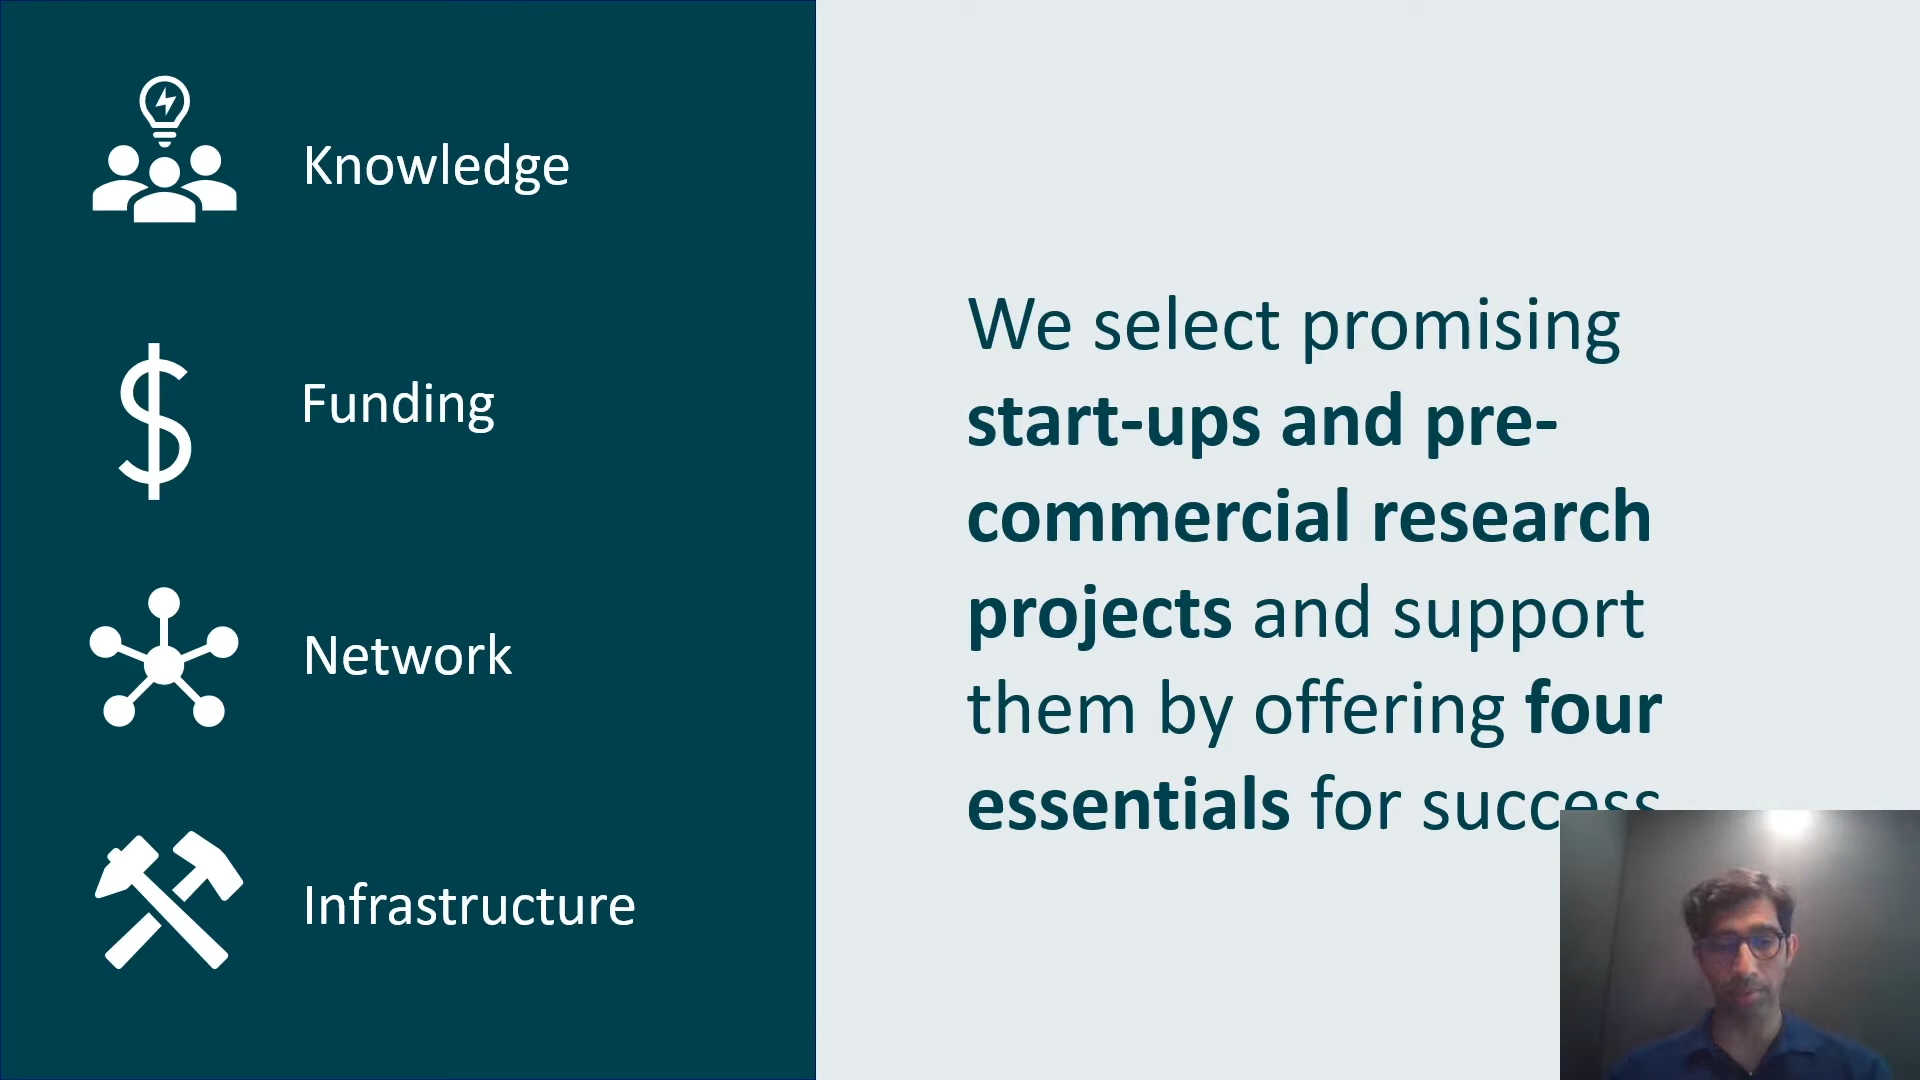 Knowledge
Funding
Network
Infrastructure
We select promising
start-ups and pre-
commercial research
projects and support
them by offering four
essentials for success